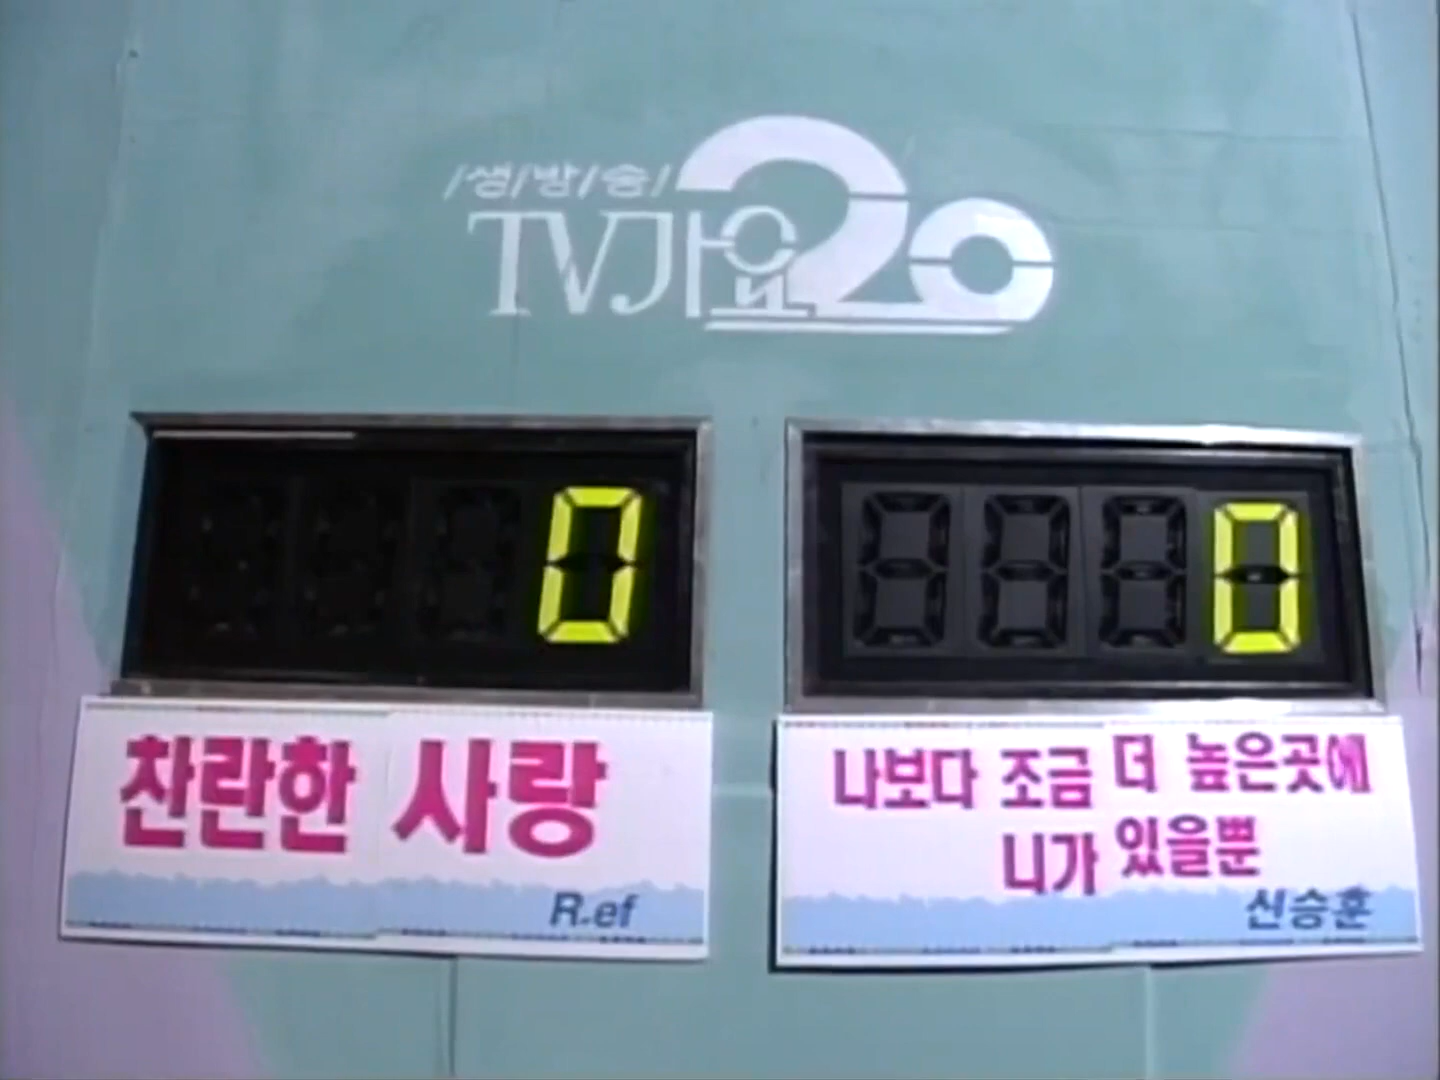 /생/방/송/
TV가요20
0
0
찬란한 사랑
R.ef
나보다 조금 더 높은곳에
니가 있을뿐
신승훈